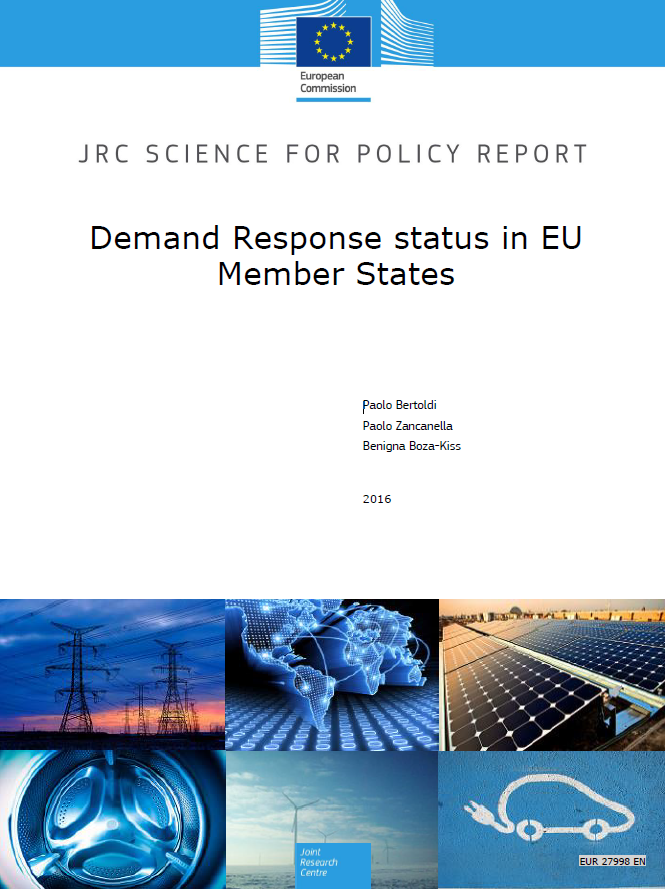 European
Commission
JRC SCIENCE FOR POLICY REPORT
Demand Response status in EU
Member States
Paolo Bertoldi
Paolo Zancanella
Benigna Boza-Kiss
2016
Joint
Research
Centre
EUR 27998 EN